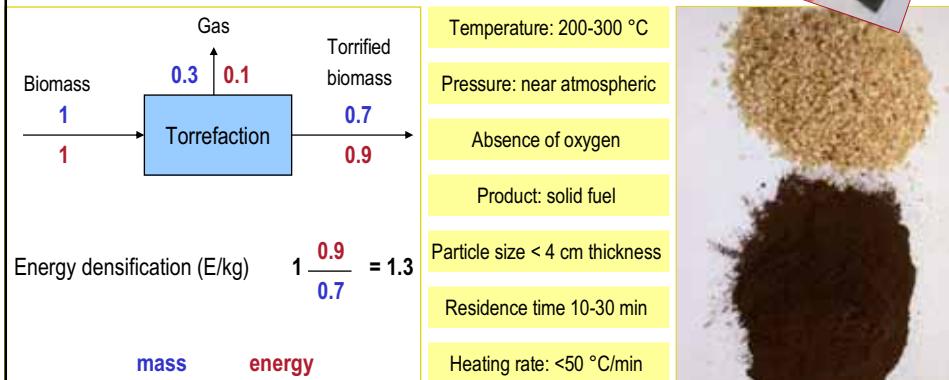 Gas
Torrified
biomass
Biomass
0.3 0.1
1
0.7
Torrefaction
1
0.9
Energy densification (E/kg) 1 0.9 = 1.3
0.7
mass energy
Temperature: 200-300 °C
Pressure: near atmospheric
Absence of oxygen
Product: solid fuel
Particle size < 4 cm thickness
Residence time 10-30 min
Heating rate: <50 °C/min